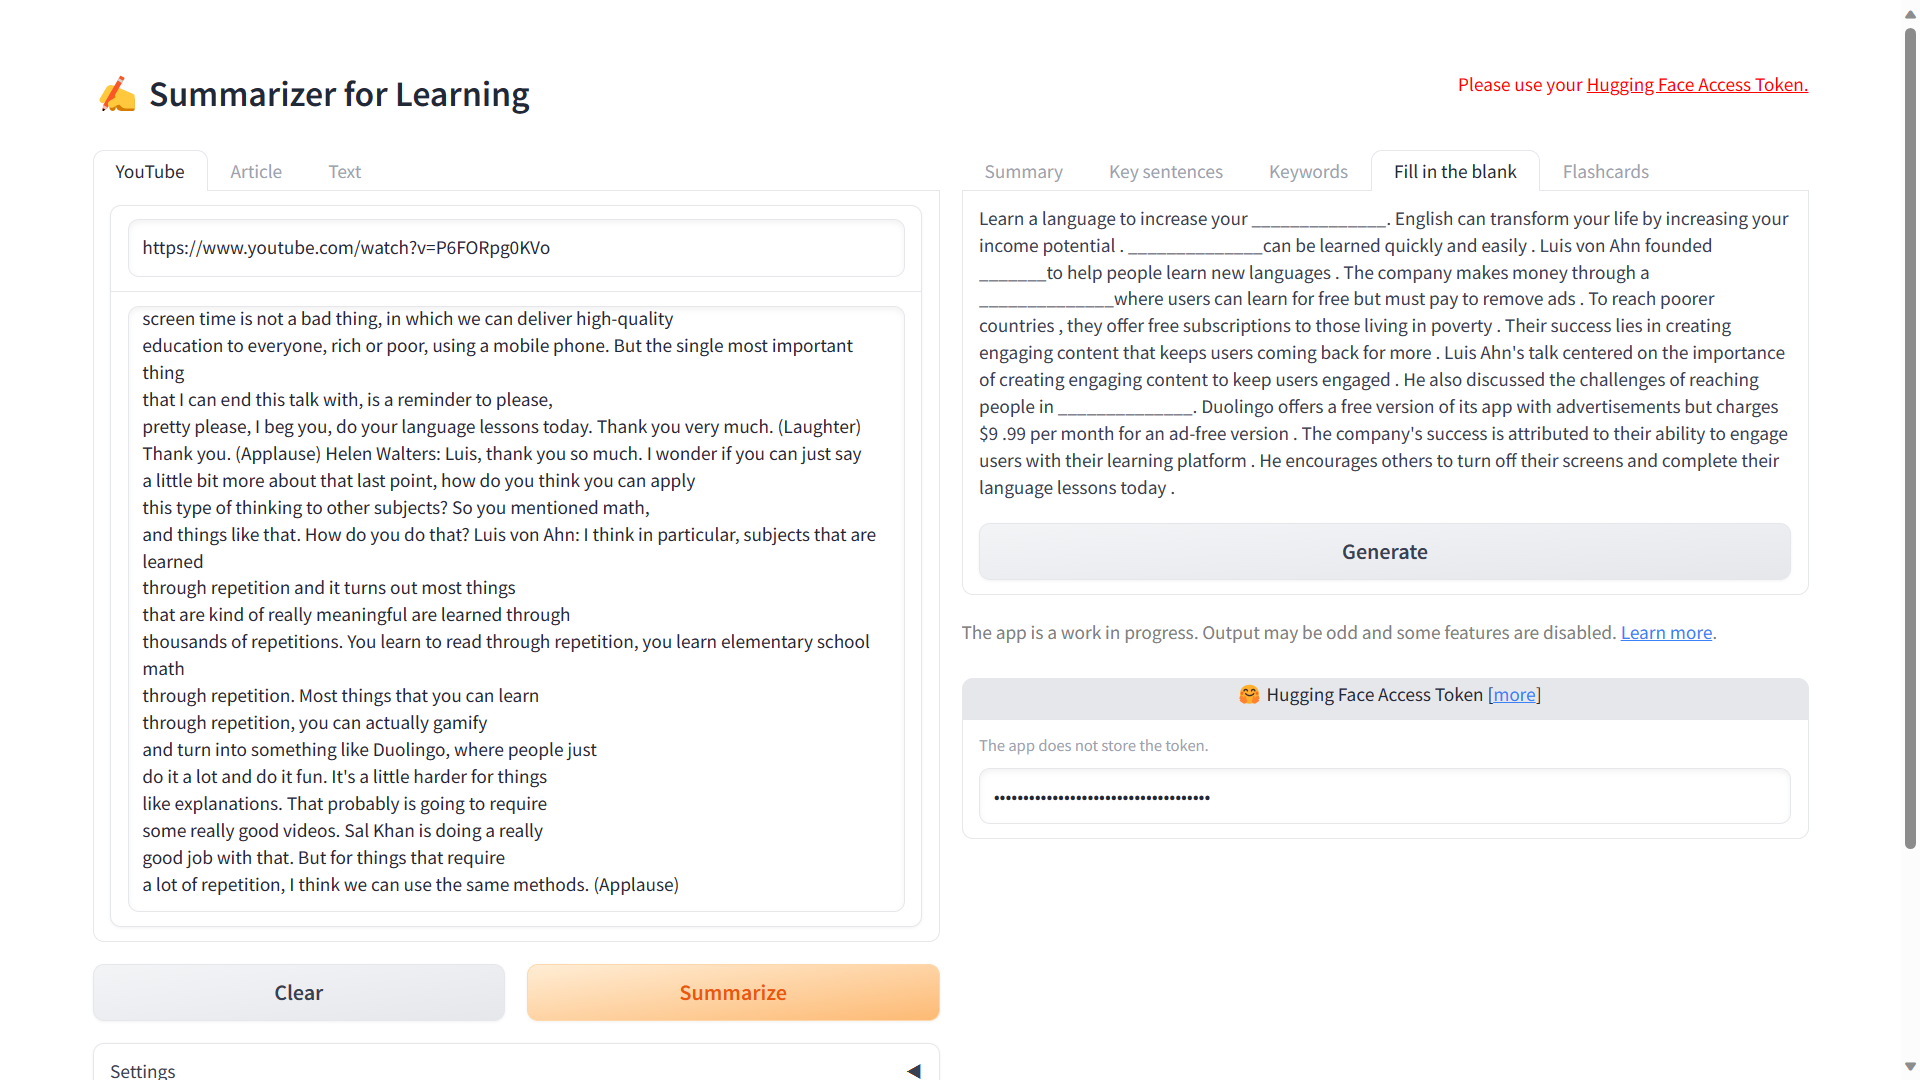 ✍️ Summarizer for Learning
Please use your Hugging Face Access Token.
YouTube
Article
Text
https://www.youtube.com/watch?v=P6FORpg0KVo
screen time is not a bad thing, in which we can deliver high-quality
education to everyone, rich or poor, using a mobile phone. But the single most important
thing
that I can end this talk with, is a reminder to please,
pretty please, I beg you, do your language lessons today. Thank you very much. (Laughter)
Thank you. (Applause) Helen Walters: Luis, thank you so much. I wonder if you can just say
a little bit more about that last point, how do you think you can apply
this type of thinking to other subjects? So you mentioned math,
and things like that. How do you do that? Luis von Ahn: I think in particular, subjects that are
learned
through repetition and it turns out most things
that are kind of really meaningful are learned through
thousands of repetitions. You learn to read through repetition, you learn elementary school
math
through repetition. Most things that you can learn
through repetition, you can actually gamify
and turn into something like Duolingo, where people just
do it a lot and do it fun. It's a little harder for things
like explanations. That probably is going to require
some really good videos. Sal Khan is doing a really
good job with that. But for things that require
a lot of repetition, I think we can use the same methods. (Applause)
Clear
Summarize
Settings
Summary
Key sentences
Keywords
Fill in the blank
Flashcards
Learn a language to increase your ______________. English can transform your life by increasing your
income potential . ______________can be learned quickly and easily . Luis von Ahn founded
_______to help people learn new languages . The company makes money through a
______________where users can learn for free but must pay to remove ads . To reach poorer
countries , they offer free subscriptions to those living in poverty . Their success lies in creating
engaging content that keeps users coming back for more . Luis Ahn's talk centered on the importance
of creating engaging content to keep users engaged . He also discussed the challenges of reaching
people in ______________. Duolingo offers a free version of its app with advertisements but charges
$9 .99 per month for an ad-free version . The company's success is attributed to their ability to engage
users with their learning platform . He encourages others to turn off their screens and complete their
language lessons today .
Generate
The app is a work in progress. Output may be odd and some features are disabled. Learn more.
🤗 Hugging Face Access Token [more]
The app does not store the token.